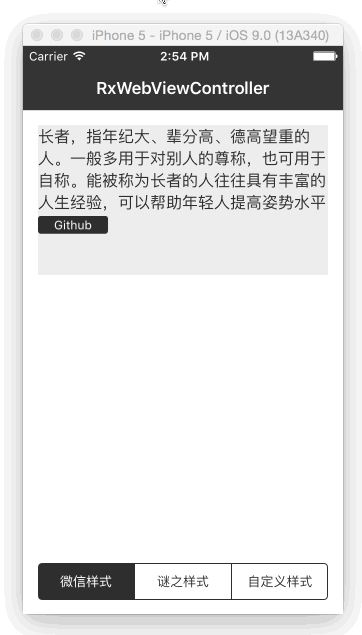 iPhone 5 - iPhone 5 / iOS 9.0 (13A340)
Carrier 2:54 PM
RxWebViewController
长者，指年纪大、辈分高、德高望重的
人。一般多用于对别人的尊称，也可用于
自称。能被称为长者的人往往具有丰富的
人生经验，可以帮助年轻人提高姿势水平
Github
微信样式 谜之样式 自定义样式